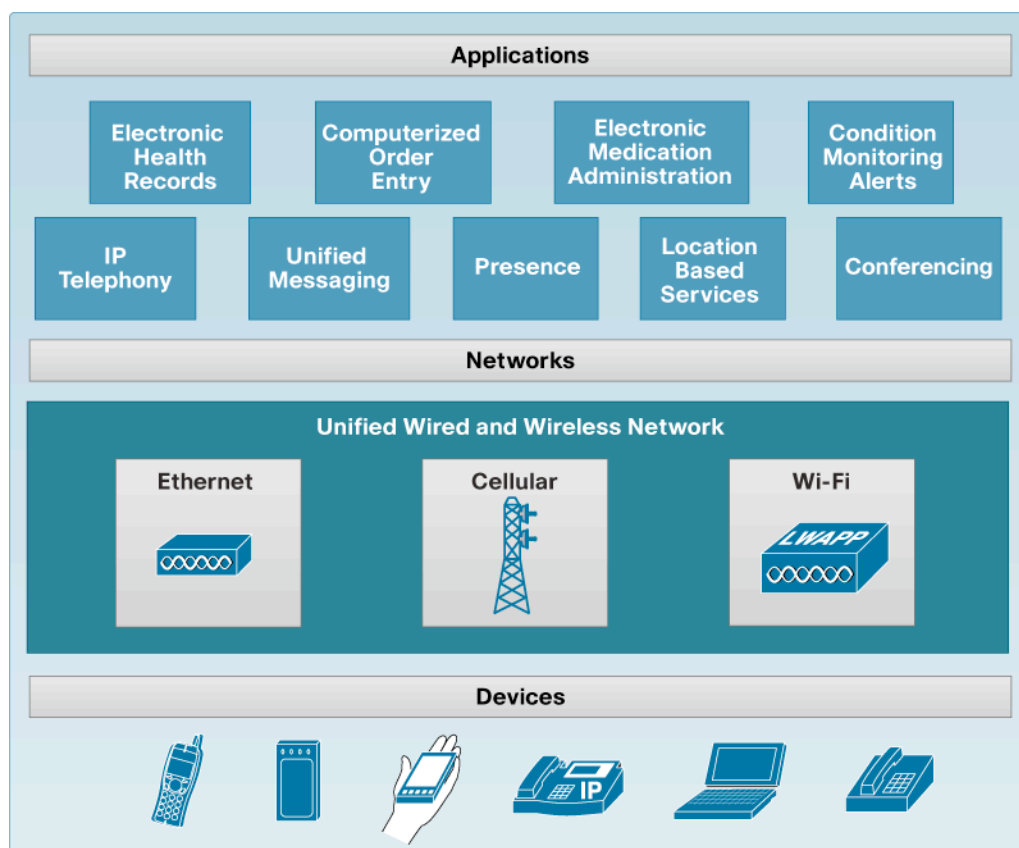 Applications
Electronic
Health
Records
Computerized
Order
Entry
Electronic
Medication
Administration
Condition
Monitoring
Alerts
IP
Telephony
Unified
Messaging
Presence
Location
Based
Services
Conferencing
Networks
Unified Wired and Wireless Network
Ethernet
Cellular
Wi-Fi
LWAPP
Devices
IP